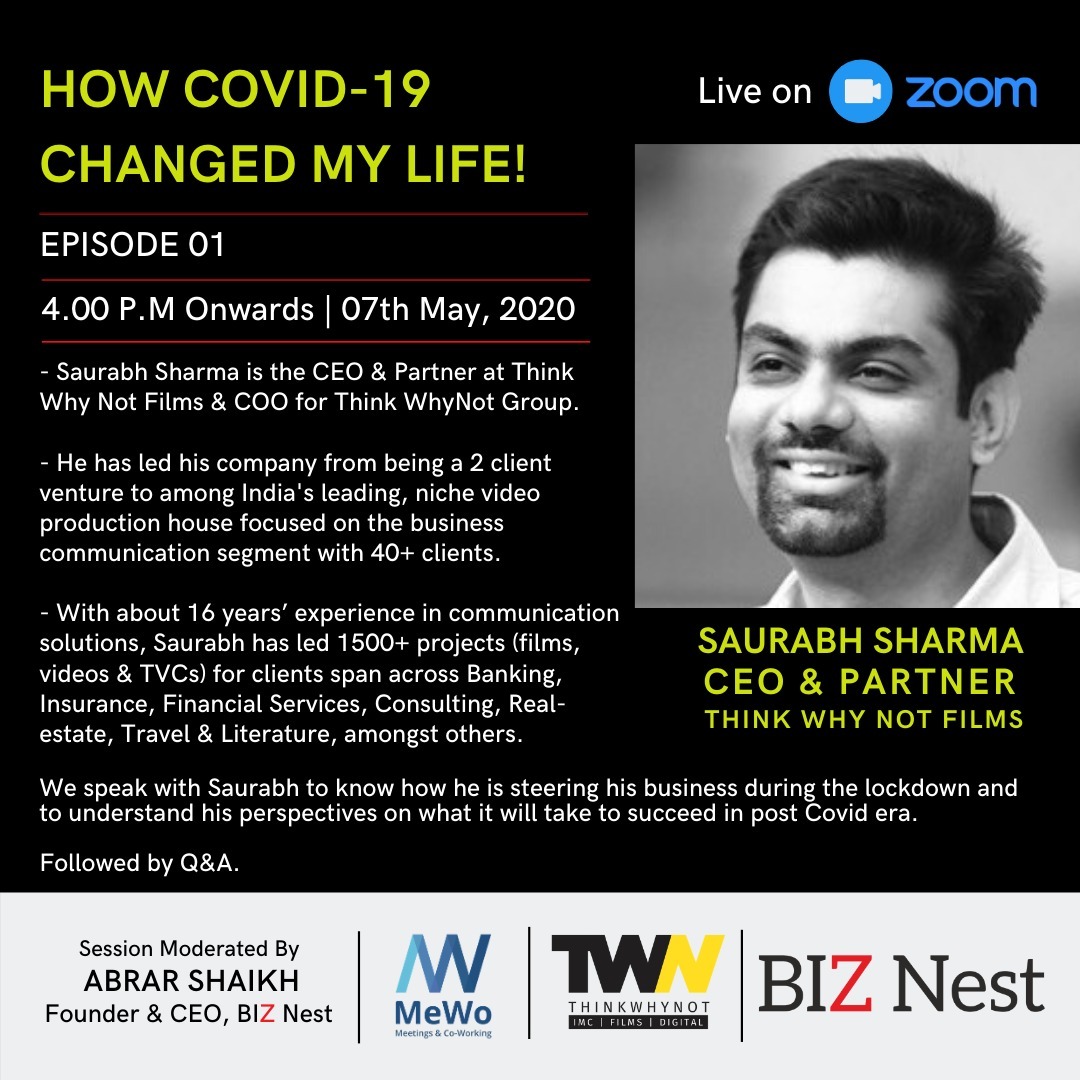 HOW COVID-19
CHANGED MY LIFE!
Live on zoom
EPISODE 01
4.00 P.M Onwards | 07th May, 2020
- Saurabh Sharma is the CEO & Partner at Think
Why Not Films & COO for Think WhyNot Group.
- He has led his company from being a 2 client
venture to among India's leading, niche video
production house focused on the business
communication segment with 40+ clients.
- With about 16 years’ experience in communication
solutions, Saurabh has led 1500+ projects (films,
videos & TVCs) for clients span across Banking,
Insurance, Financial Services, Consulting, Real-
estate, Travel & Literature, amongst others.
SAURABH SHARMA
CEO & PARTNER
THINK WHY NOT FILMS
We speak with Saurabh to know how he is steering his business during the lockdown and
to understand his perspectives on what it will take to succeed in post Covid era.
Followed by Q&A.
Session Moderated By
ABRAR SHAIKH
Founder & CEO, BIZ Nest
MeWo
Meetings & Co-Working
TWN
THINKWHYNOT
IMC | FILMS | DIGITAL
BIZ Nest